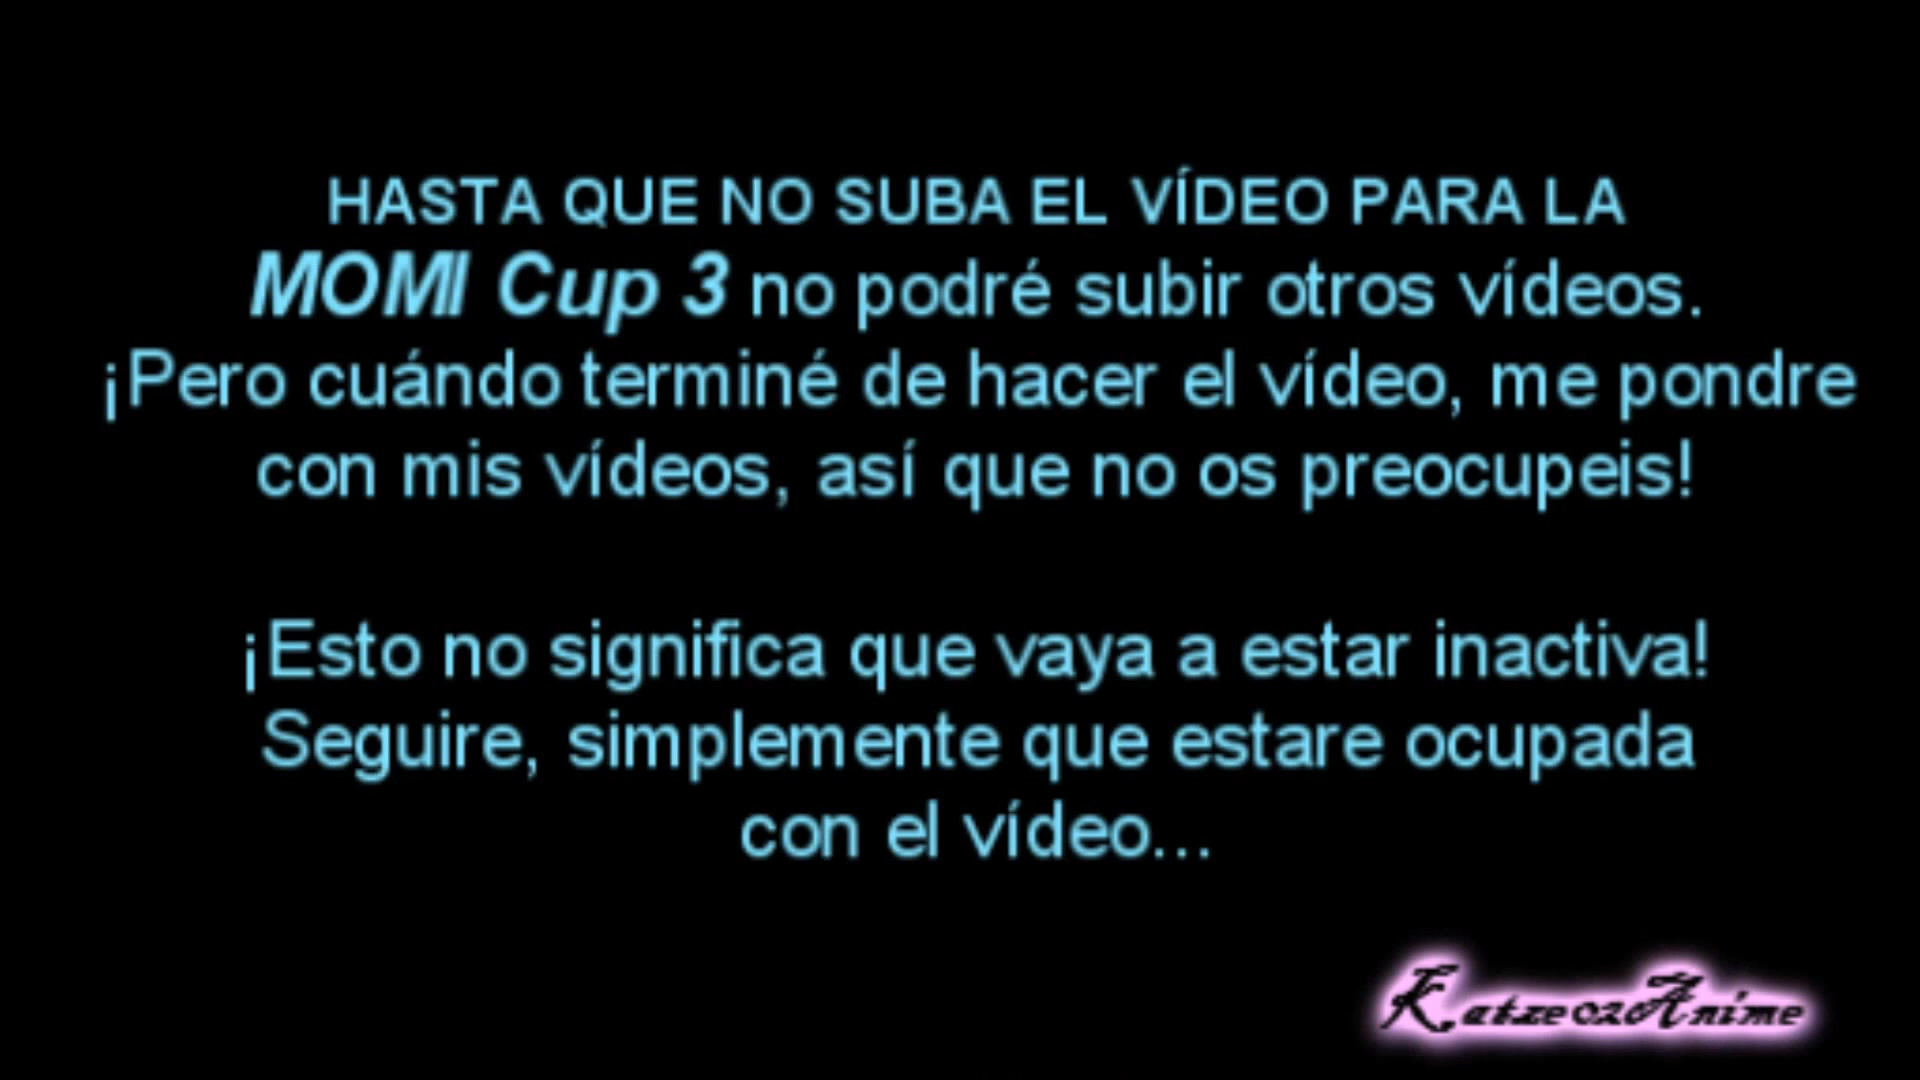 HASTA QUE NO SUBA EL VÍDEO PARA LA
MOMI Cup 3 no podré subir otros vídeos.
¡Pero cuándo terminé de hacer el vídeo, me pondre
con mis vídeos, así que no os preocupeis!
¡Esto no significa que vaya a estar inactiva!
Seguire, simplemente que estare ocupada
con el vídeo...
Katze02Anime